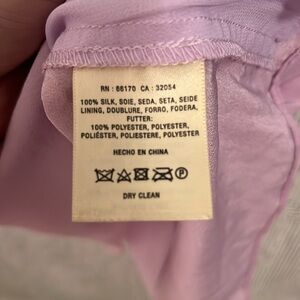 RN : 66170 CA : 32054
100% SILK, SOIE, SEDA, SETA, SEIDE
LINING, DOUBLURE, FORRO, FODERA,
FUTTER:
100% POLYESTER, POLYESTER,
POLIÉSTER, POLIESTERE, POLYESTER
HECHO EN CHINA
P
DRY CLEAN